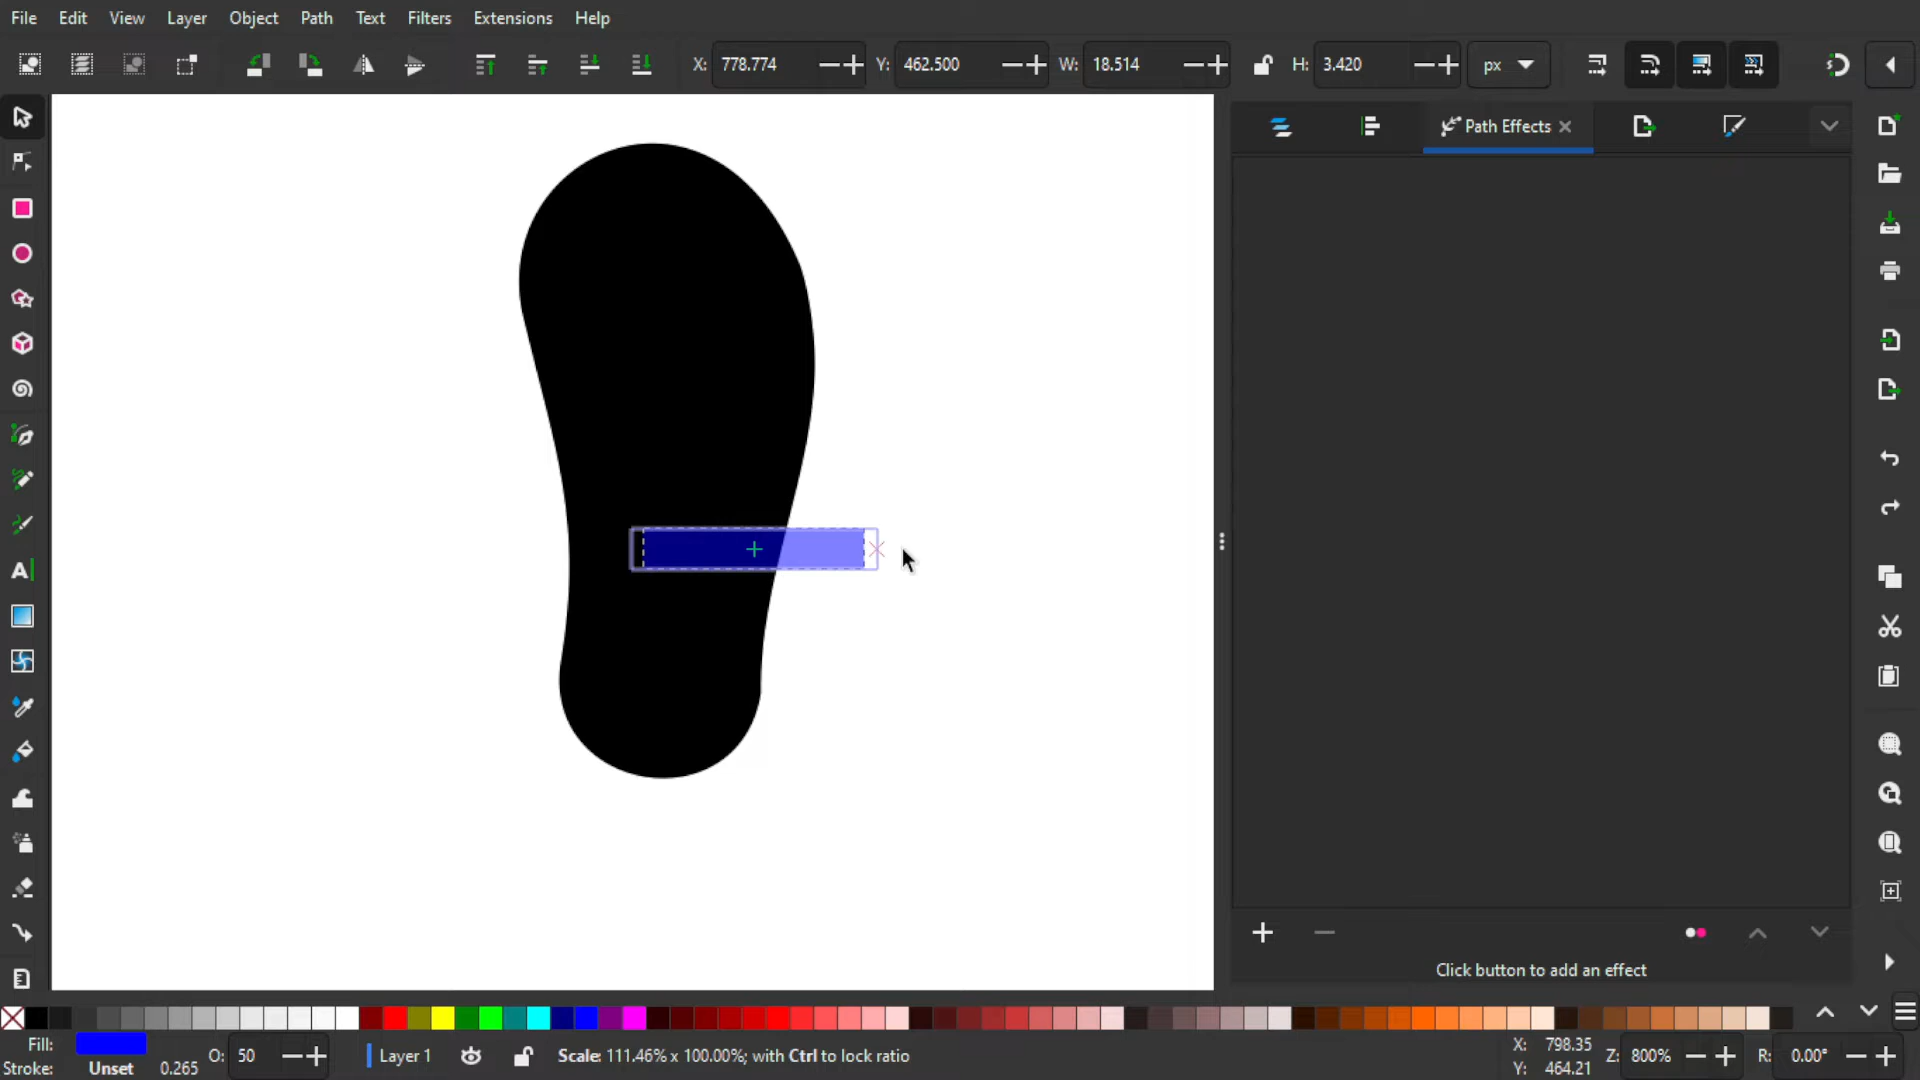 File Edit View Layer Object Path Text Filters Extensions Help
X: 778.774 Y: 462.500 W: 18.514 H: 3.420 px
Path Effects
A
Click button to add an effect
Fill:
Stroke: Unset 0.265 O: 50 Layer 1 Scale: 111.46% x 100.00%; with Ctrl to lock ratio X: 798.35 Y: 464.21 Z: 800% R: 0.00°